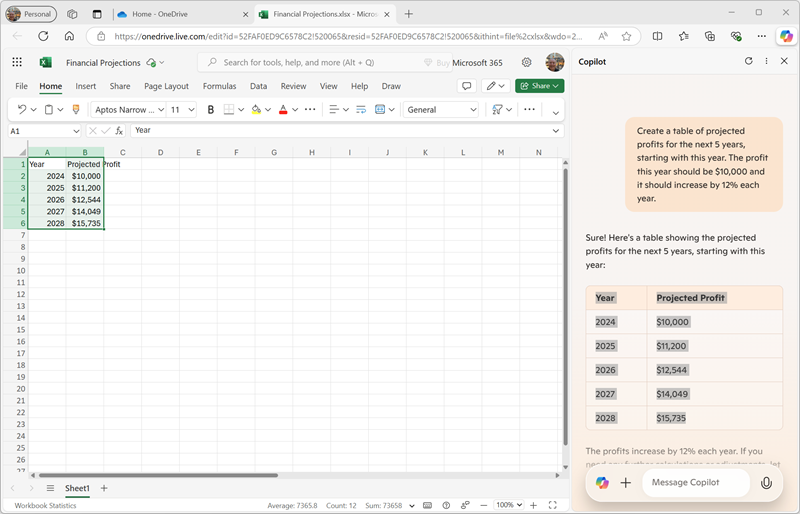 Personal
Home - OneDrive
Financial Projections.xlsx - Micros
https://onedrive.live.com/edit?id=52FAF0ED9C6578C2!520065&resid=52FAF0ED9C6578C2!520065&ithint=file%2cxlsx&wdo=2...
Financial Projections
Search for tools, help, and more (Alt + Q)
Buy Microsoft 365
File Home Insert Share Page Layout Formulas Data Review View Help Draw
Share
Aptos Narrow ... 11 B A General
A1 fx Year
A B C D E F G H I J K L M N
1 Year Projected Profit
2 2024 $10,000
3 2025 $11,200
4 2026 $12,544
5 2027 $14,049
6 2028 $15,735
7
8
9
10
11
12
13
14
15
16
17
18
19
20
21
22
23
24
25
26
27
Sheet1
Workbook Statistics
Average: 7365.8 Count: 12 Sum: 73658
100%
Copilot
Create a table of projected
profits for the next 5 years,
starting with this year. The profit
this year should be $10,000 and
it should increase by 12% each
year.
Sure! Here's a table showing the projected
profits for the next 5 years, starting with this
year:
Year Projected Profit
2024 $10,000
2025 $11,200
2026 $12,544
2027 $14,049
2028 $15,735
The profits increase by 12% each year. If you
Message Copilot